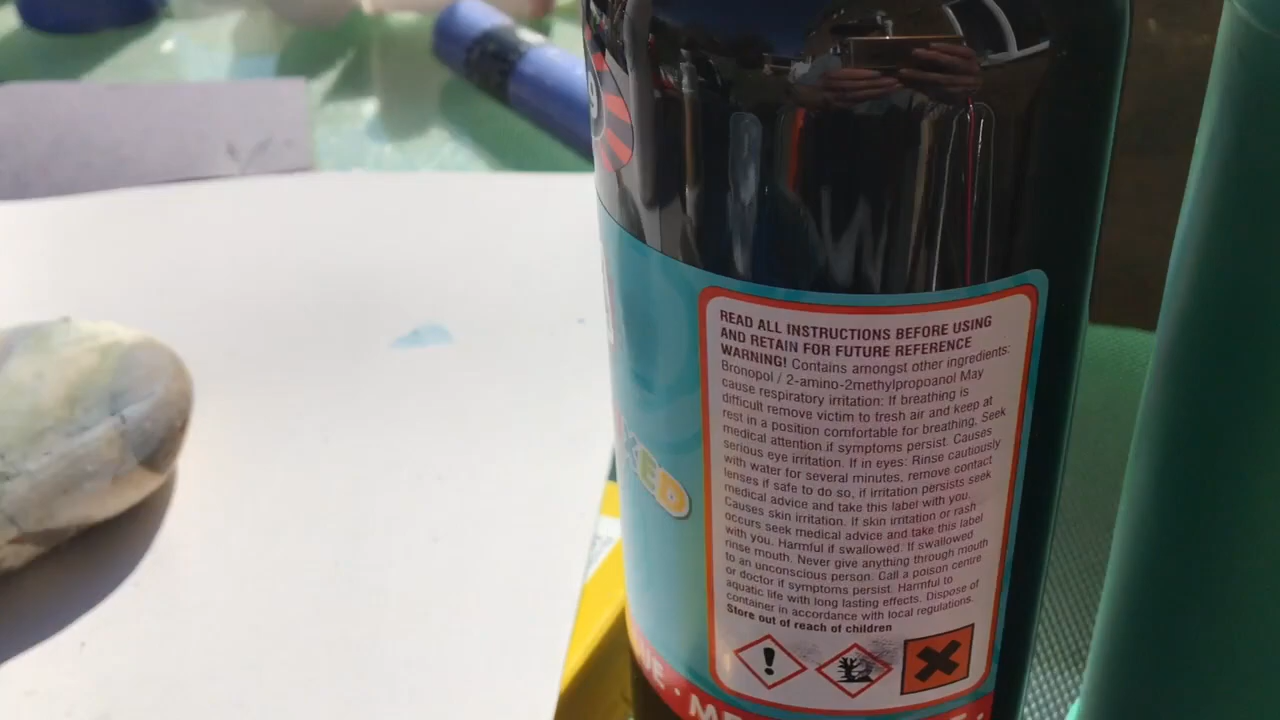 9
KED
READ ALL INSTRUCTIONS BEFORE USING
AND RETAIN FOR FUTURE REFERENCE
WARNING! Contains amongst other ingredients:
Bronopol / 2-amino-2methylpropoanol May
cause respiratory irritation: If breathing is
difficult remove victim to fresh air and keep at
rest in a position comfortable for breathing. Seek
medical attention if symptoms persist. Causes
serious eye irritation. If in eyes: Rinse cautiously
with water for several minutes, remove contact
lenses if safe to do so, if irritation persists seek
medical advice and take this label with you.
Causes skin irritation. If skin irritation or rash
occurs seek medical advice and take this label
with you. Harmful if swallowed. If swallowed
rinse mouth. Never give anything through mouth
to an unconscious person. Call a poison centre
or doctor if symptoms persist. Harmful to
aquatic life with long lasting effects. Dispose of
container in accordance with local regulations.
Store out of reach of children